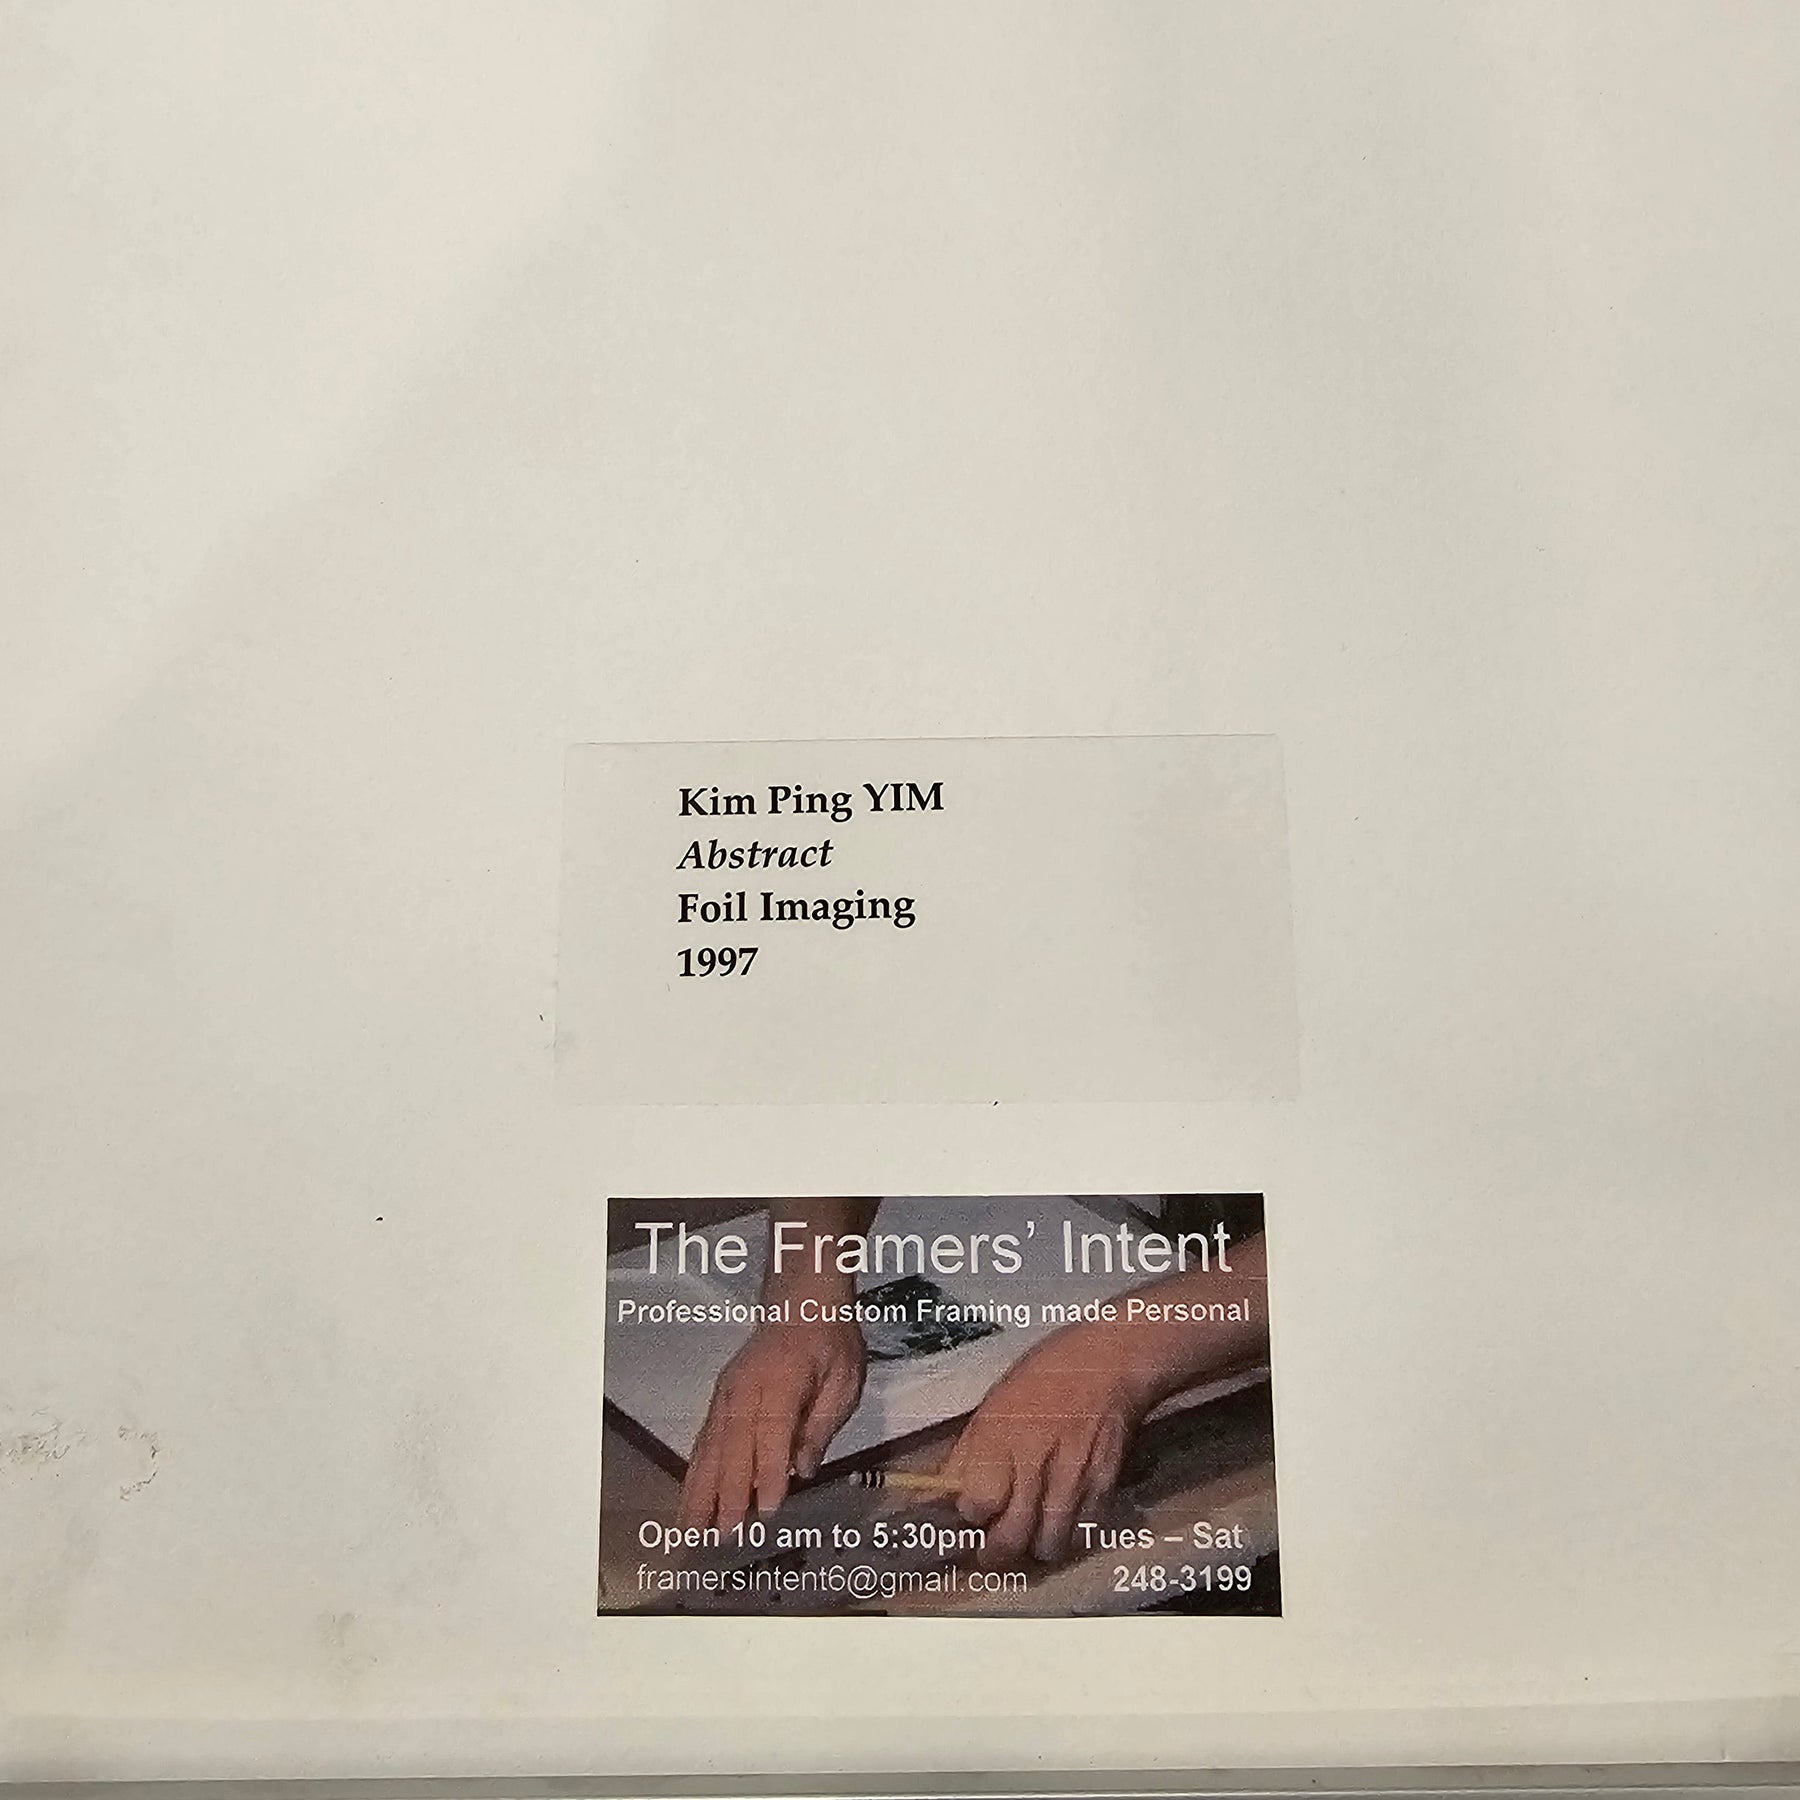 Kim Ping YIM
Abstract
Foil Imaging
1997
The Framers’ Intent
Professional Custom Framing made Personal
Open 10 am to 5:30pm Tues – Sat
framersintent6@gmail.com 248-3199